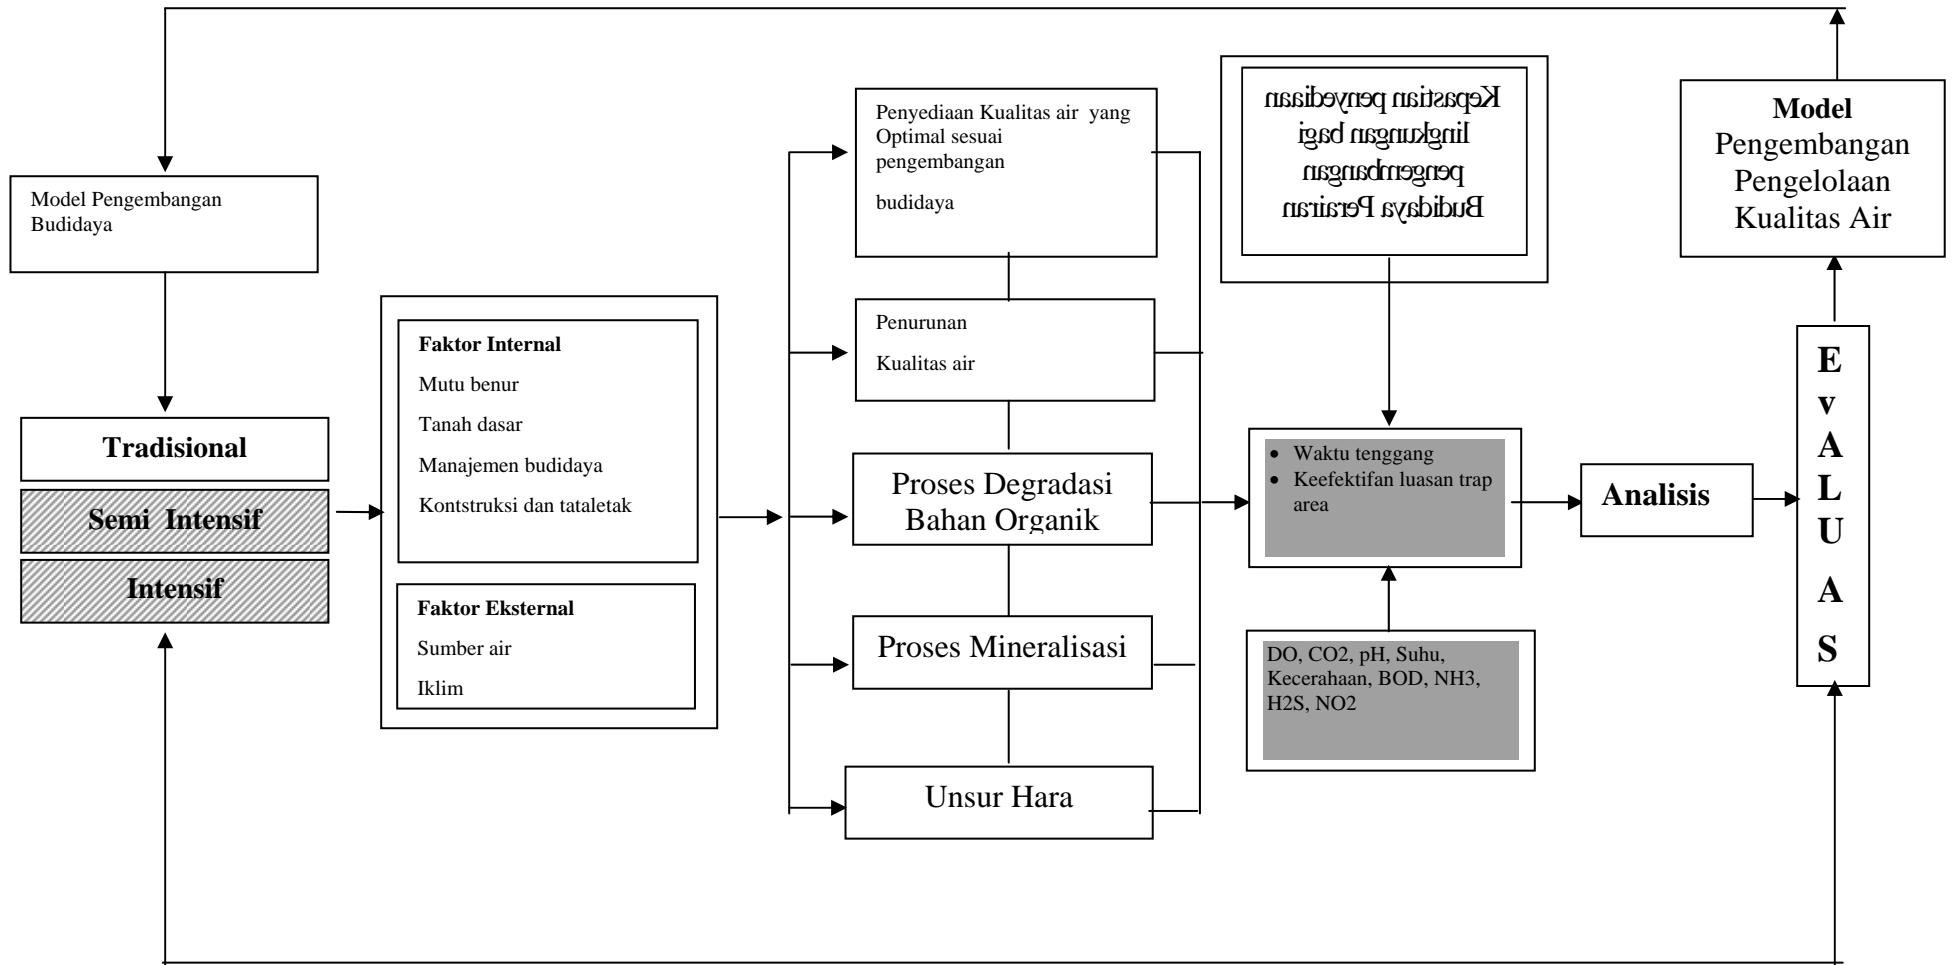 Model Pengembangan
Budidaya
Tradisional
Semi Intensif
Intensif
Faktor Internal
Mutu benur
Tanah dasar
Manajemen budidaya
Kontstruksi dan tataletak
Faktor Eksternal
Sumber air
Iklim
Penyediaan Kualitas air yang
Optimal sesuai
pengembangan
budidaya
Penurunan
Kualitas air
Proses Degradasi
Bahan Organik
Proses Mineralisasi
Unsur Hara
Kepastian penyediaan
lingkungan bagi
pengembangan
Budidaya Perairan
• Waktu tenggang
• Keefektifan luasan trap
area
DO, CO2, pH, Suhu,
Kecerahaan, BOD, NH3,
H2S, NO2
Analisis
E
v
A
L
U
A
S
Model
Pengembangan
Pengelolaan
Kualitas Air